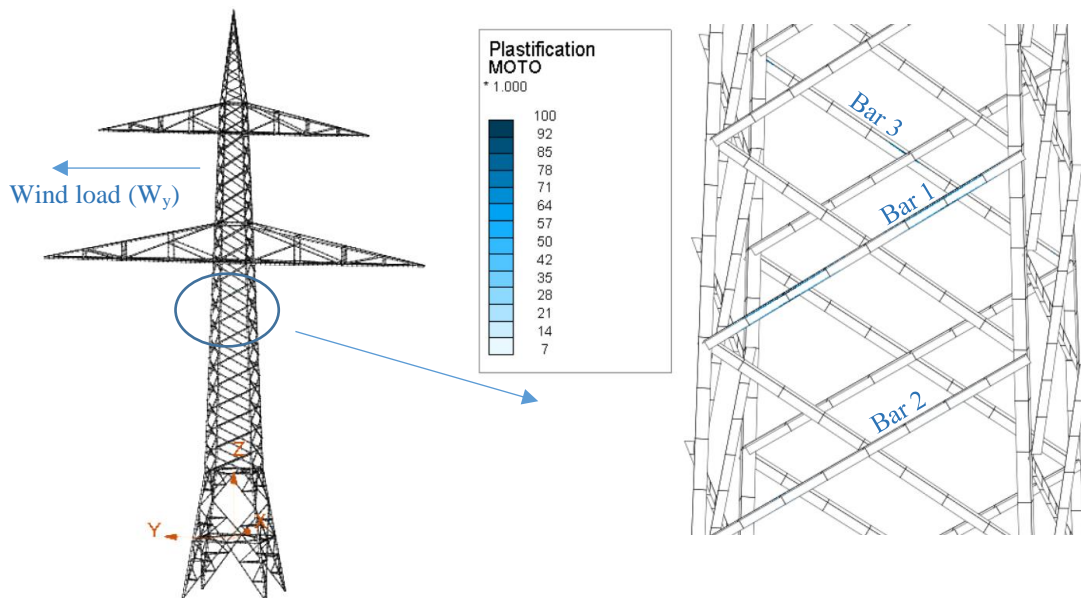 Wind load (Wy)
Z
X
Y
Plastification
MOTO
* 1.000
100
92
85
78
71
64
57
50
42
35
28
21
14
7
Bar 3
Bar 1
Bar 2